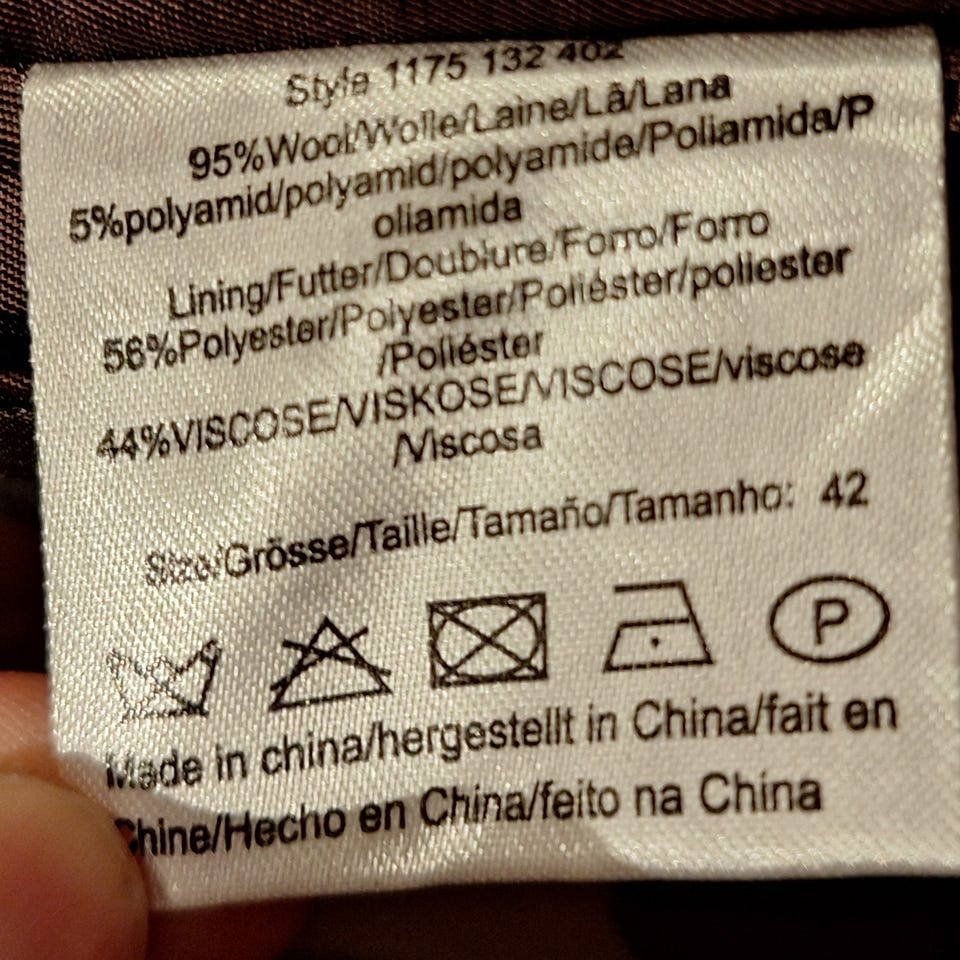 Style 1175 132 402
95%Wool/Wolle/Laine/Lã/Lana
5%polyamid/polyamid/polyamide/Poliamida/P
oliamida
Lining/Futter/Doublure/Forro/Forro
56%Polyester/Polyester/Poliéster/poliester
/Poliéster
44%VISCOSE/VISKOSE/VISCOSE/viscose
/Viscosa
Size/Grösse/Taille/Tamaño/Tamanho: 42
P
Made in china/hergestellt in China/fait en
Chine/Hecho en China/feito na China